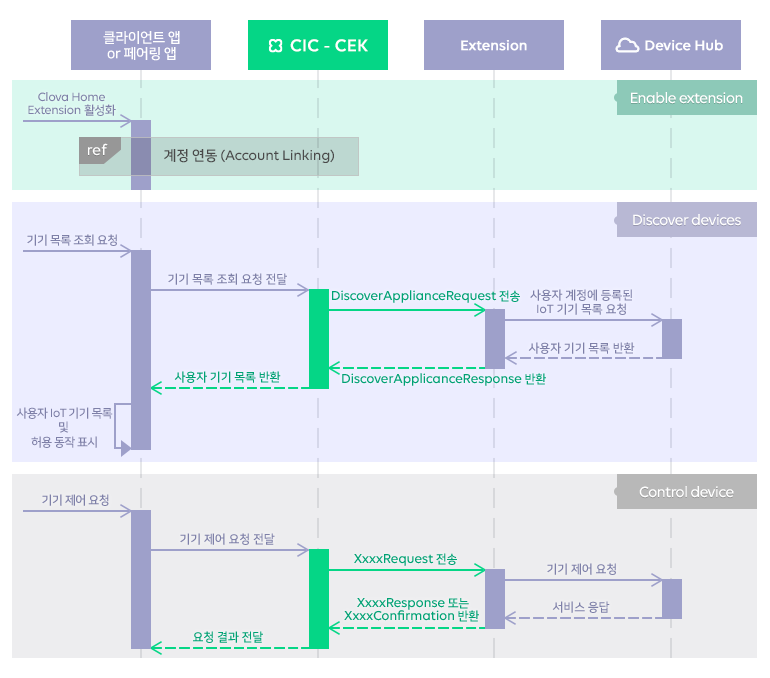 클라이언트 앱
or 페어링 앱
CIC - CEK
Extension
Device Hub
Enable extension
Clova Home
Extension 활성화
ref
계정 연동 (Account Linking)
Discover devices
기기 목록 조회 요청
기기 목록 조회 요청 전달
DiscoverApplianceRequest 전송
사용자 계정에 등록된
IoT 기기 목록 요청
사용자 기기 목록 반환
DiscoverApplicanceResponse 반환
사용자 기기 목록 반환
사용자 IoT 기기 목록
및
허용 동작 표시
Control device
기기 제어 요청
기기 제어 요청 전달
XxxxRequest 전송
기기 제어 요청
서비스 응답
XxxxResponse 또는
XxxxConfirmation 반환
요청 결과 전달